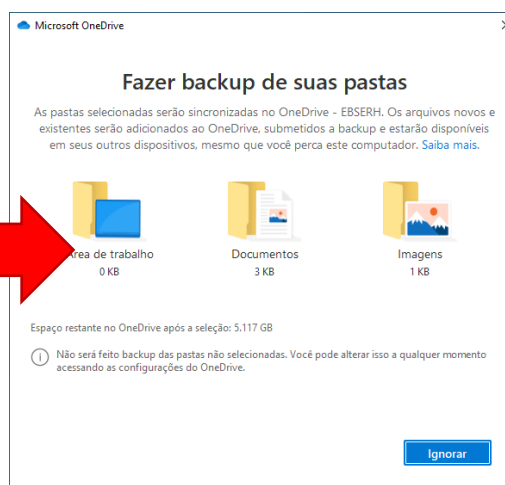 Microsoft OneDrive
Fazer backup de suas pastas
As pastas selecionadas serão sincronizadas no OneDrive - EBSERH. Os arquivos novos e
existentes serão adicionados ao OneDrive, submetidos a backup e estarão disponíveis
em seus outros dispositivos, mesmo que você perca este computador. Saiba mais.
Área de trabalho Documentos Imagens
0 KB 3 KB 1 KB
Espaço restante no OneDrive após a seleção: 5.117 GB
Não será feito backup das pastas não selecionadas. Você pode alterar isso a qualquer momento
acessando as configurações do OneDrive.
Ignorar